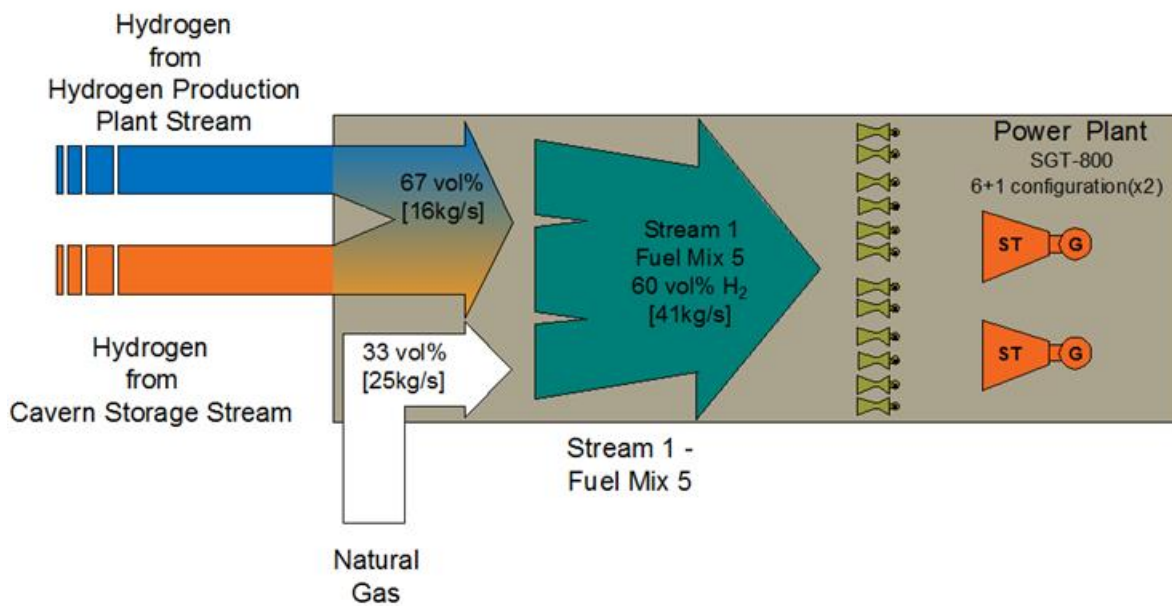 Hydrogen
from
Hydrogen Production
Plant Stream
67 vol%
[16kg/s]
Hydrogen
from
Cavern Storage Stream
33 vol%
[25kg/s]
Natural
Gas
Stream 1
Fuel Mix 5
60 vol% H₂
[41kg/s]
Stream 1 -
Fuel Mix 5
Power Plant
SGT-800
6+1 configuration(x2)
ST
G
ST
G